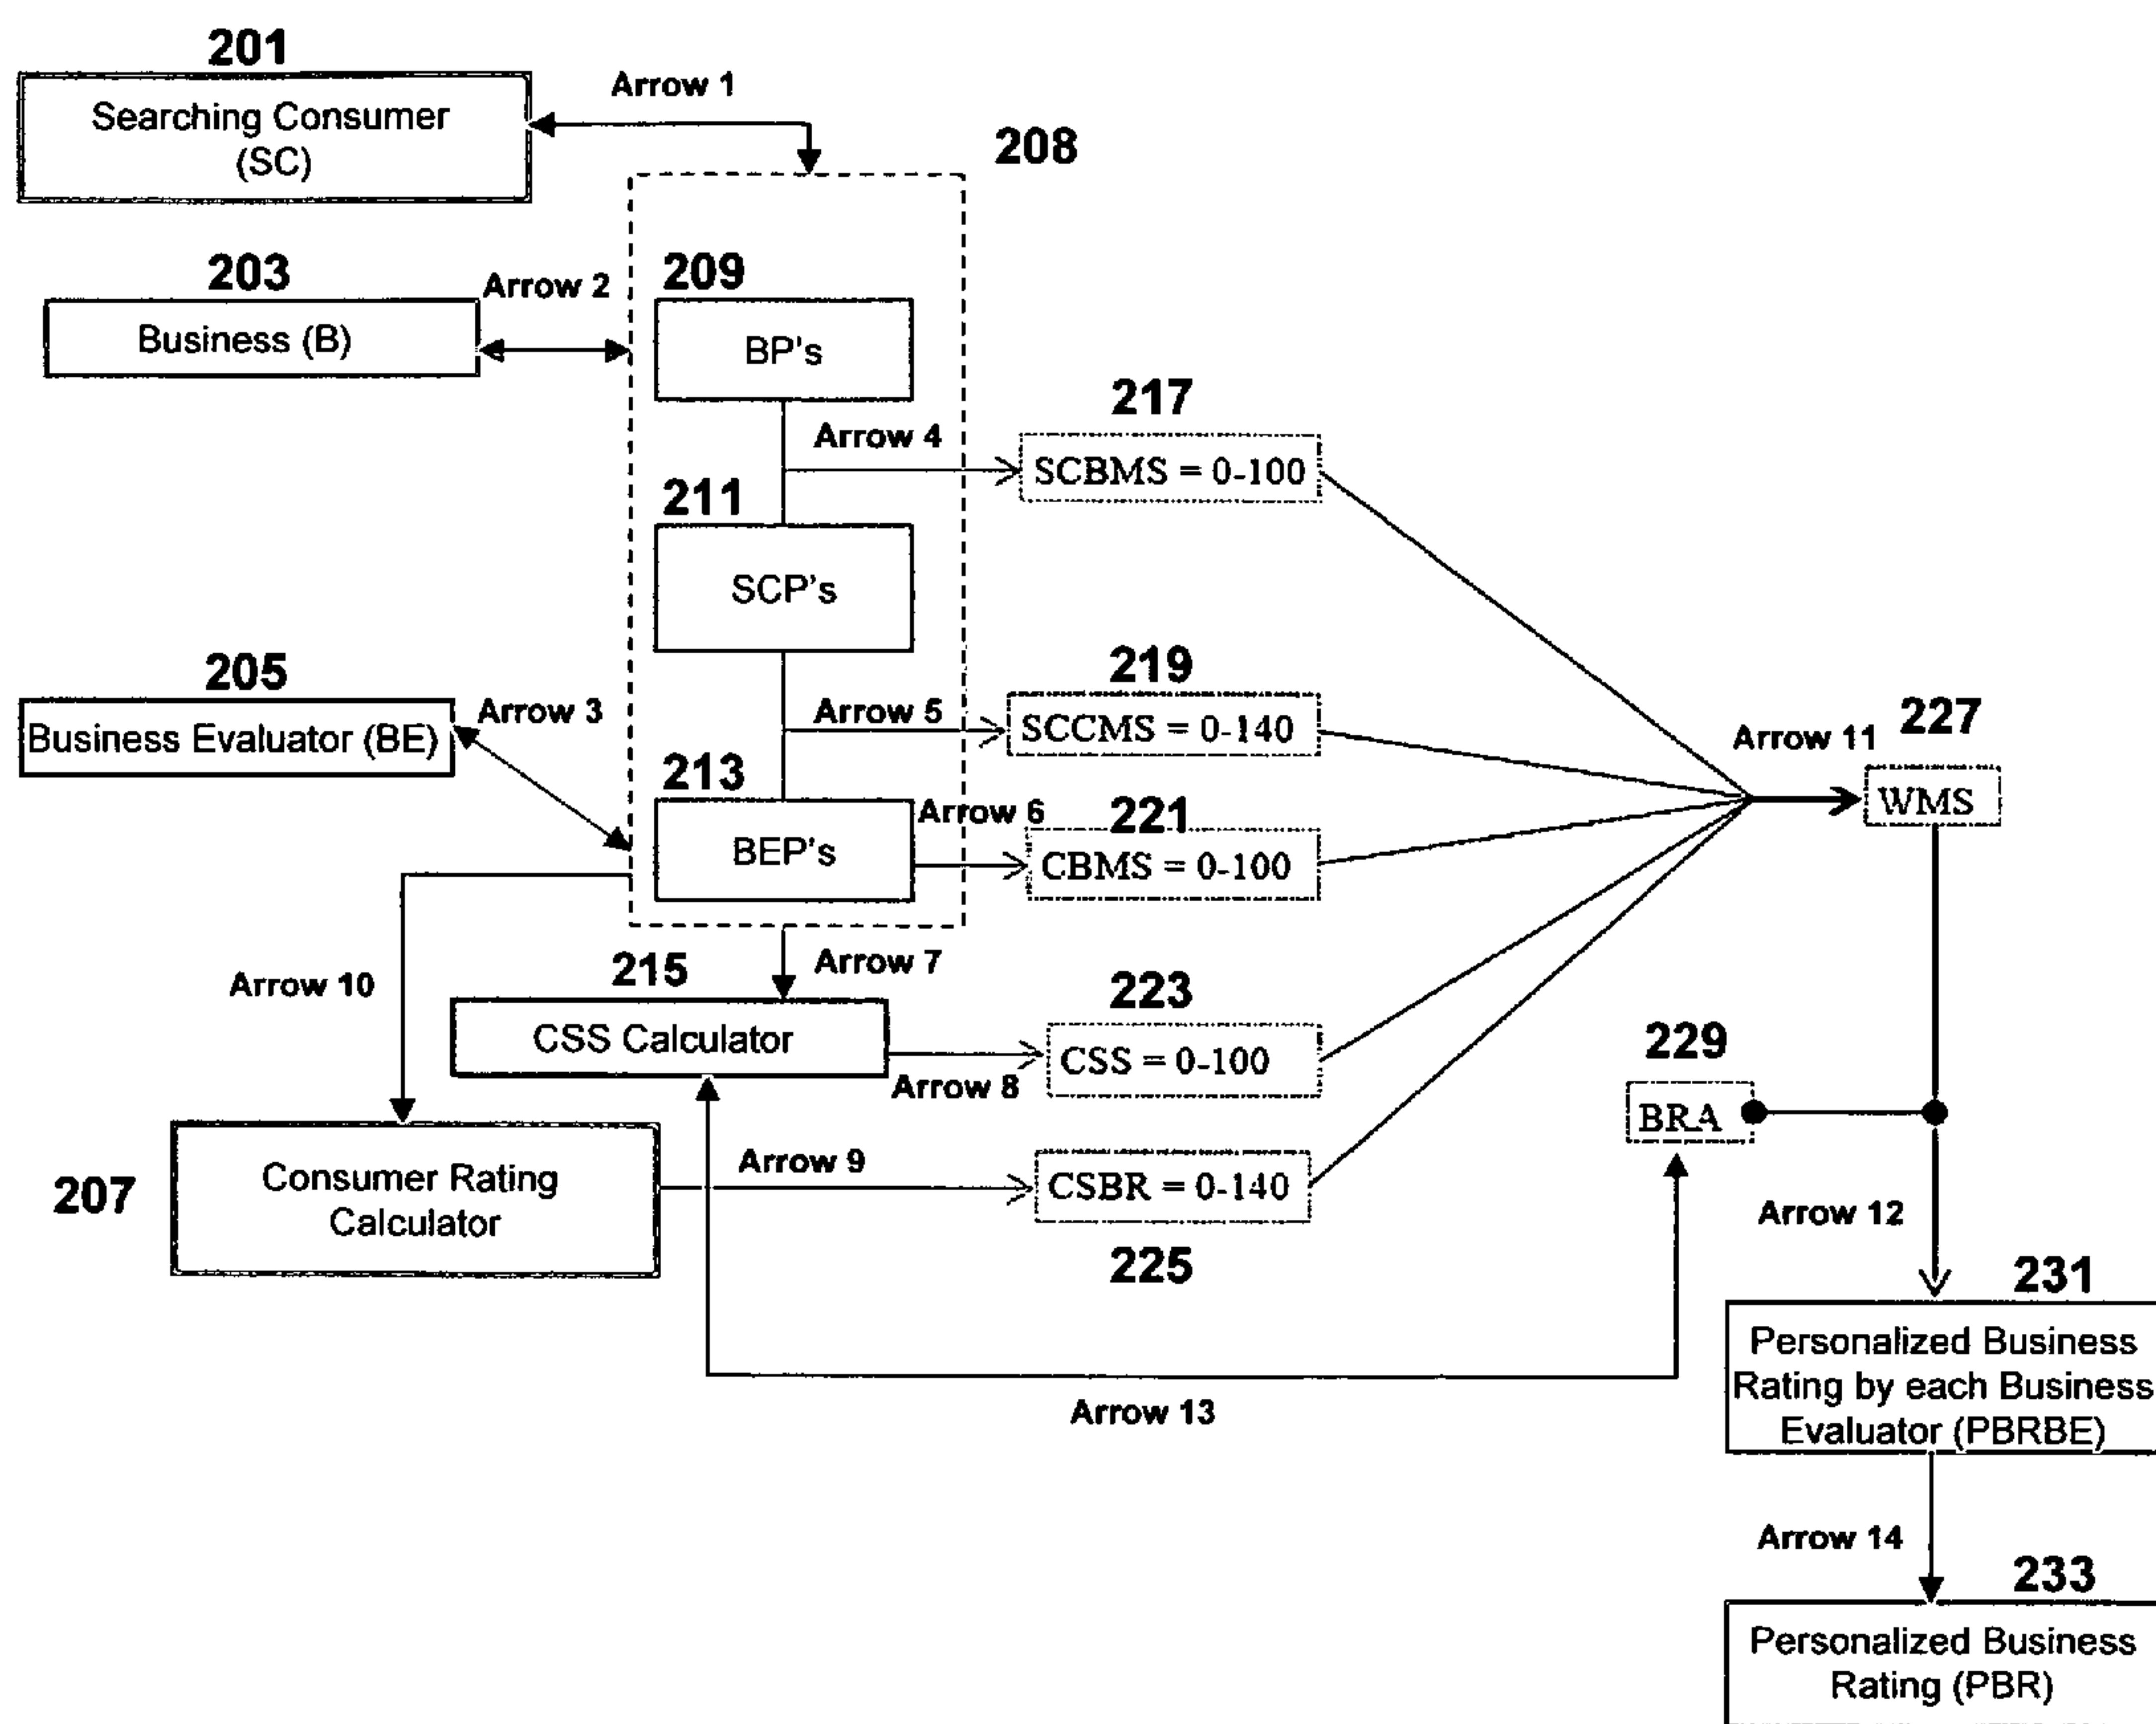 201
Searching Consumer
(SC)
Arrow 1
208
203
Business (B)
Arrow 2
209
BP's
Arrow 4
217
SCBMS = 0-100
211
SCP's
205
Business Evaluator (BE)
Arrow 3
Arrow 5
219
SCCMS = 0-140
213
BEP's
Arrow 6
221
CBMS = 0-100
Arrow 11
227
WMS
Arrow 10
215
Arrow 7
CSS Calculator
Arrow 8
223
CSS = 0-100
229
BRA
207
Consumer Rating
Calculator
Arrow 9
CSBR = 0-140
225
Arrow 12
Arrow 13
231
Personalized Business
Rating by each Business
Evaluator (PBRBE)
Arrow 14
233
Personalized Business
Rating (PBR)